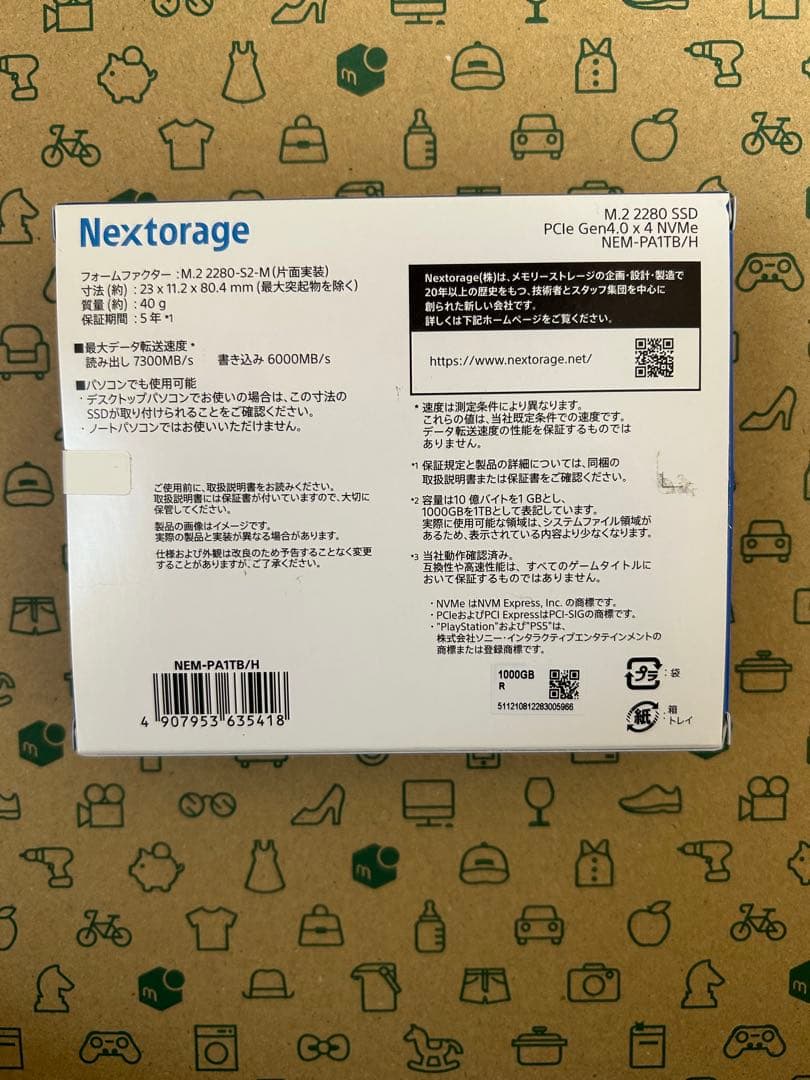 Nextorage
M.2 2280 SSD
PCIe Gen4.0 x 4 NVMe
NEM-PA1TB/H
フォームファクター : M.2 2280-S2-M (片面実装)
寸法 (約) : 23 x 11.2 x 80.4 mm (最大突起物を除く)
質量 (約) : 40 g
保証期間 : 5年 *1
■最大データ転送速度 *
読み出し 7300MB/s 書き込み 6000MB/s
■パソコンでも使用可能
・デスクトップパソコンでお使いの場合は、この寸法の
SSDが取り付けられることをご確認ください。
・ノートパソコンではお使いいただけません。
ご使用前に、取扱説明書をお読みください。
取扱説明書には保証書が付いていますので、大切に
保管してください。
製品の画像はイメージです。
実際の製品と実装が異なる場合があります。
仕様および外観は改良のため予告することなく変更
することがありますが、ご了承ください。
NEM-PA1TB/H
4 907953 635418
Nextorage(株)は、メモリーストレージの企画・設計・製造で
20年以上の歴史をもつ、技術者とスタッフ集団を中心に
創られた新しい会社です。
詳しくは下記ホームページをご覧ください。
https://www.nextorage.net/
* 速度は測定条件により異なります。
これらの値は、当社既定条件での速度です。
データ転送速度の性能を保証するものでは
ありません。
*1 保証規定と製品の詳細については、同梱の
取扱説明書または保証書をご確認ください。
*2 容量は10 億バイトを1 GBとし、
1000GBを1TBとして表記しています。
実際に使用可能な領域は、システムファイル領域が
あるため、表示されている内容より少なくなります。
*3 当社動作確認済み。
互換性や高速性能は、すべてのゲームタイトルに
おいて保証するものではありません。
・NVMe はNVM Express, Inc. の商標です。
・PCIeおよびPCI ExpressはPCI-SIGの商標です。
・"PlayStation"および"PS5"は、
株式会社ソニー・インタラクティブエンタテインメントの
商標または登録商標です。
1000GB
R
511210812283005966
プラ : 袋
紙 : 箱
・トレイ
m
m
m
m
m